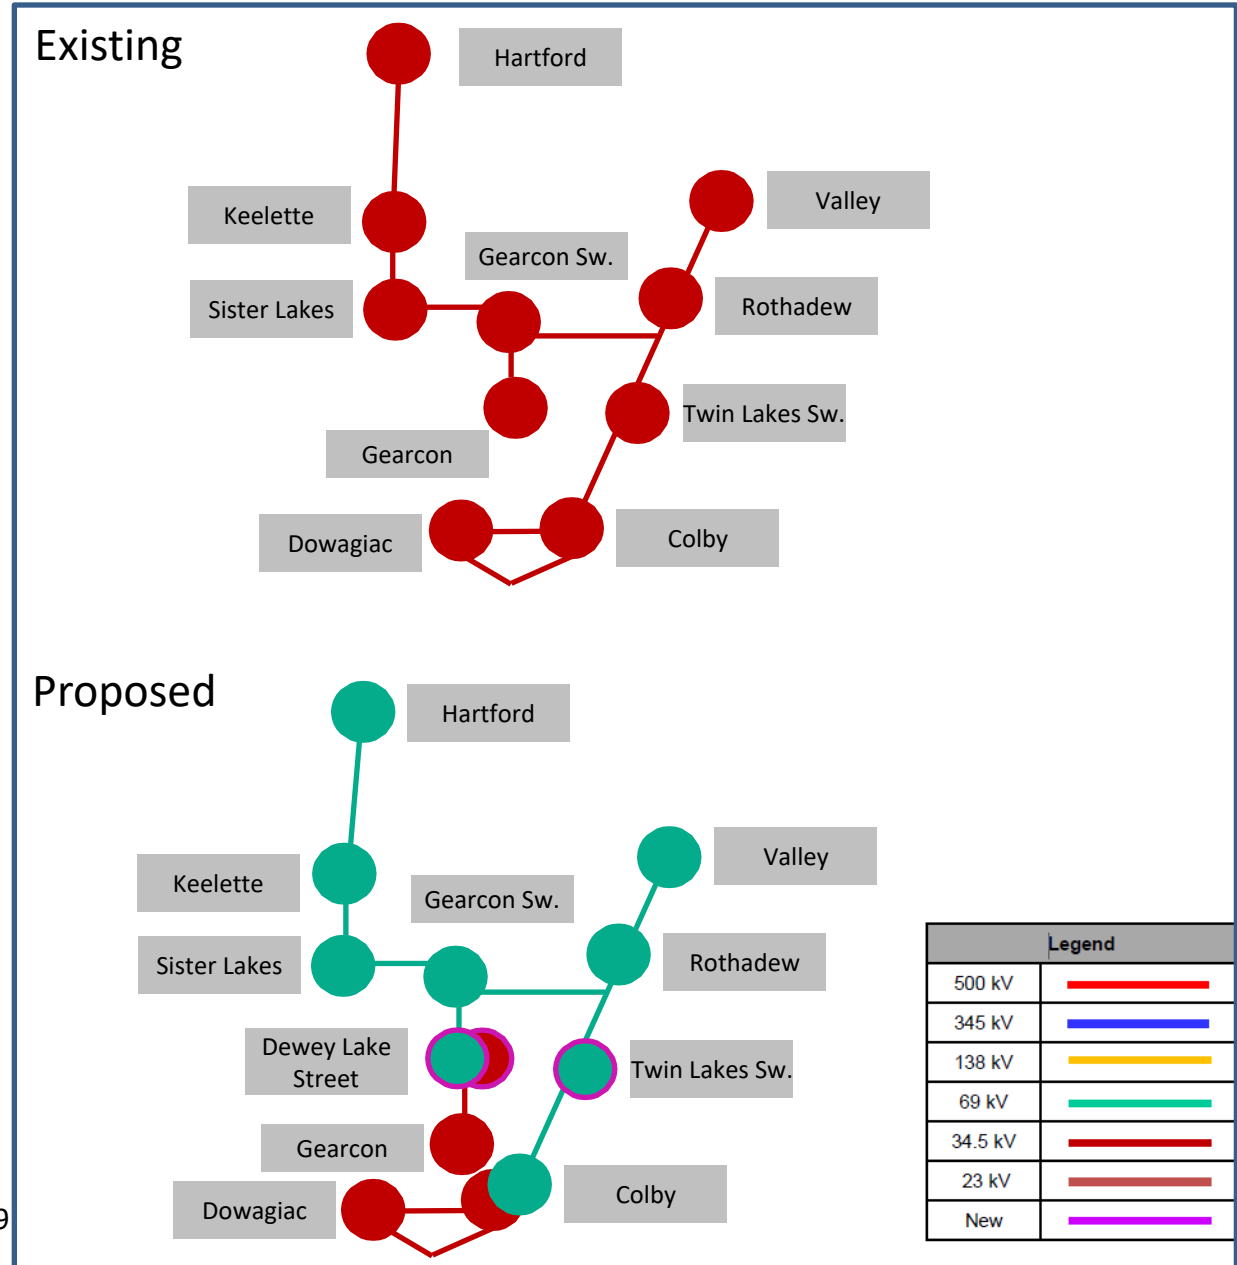 Existing
Hartford
Keelette
Valley
Gearcon Sw.
Sister Lakes
Rothadew
Twin Lakes Sw.
Gearcon
Dowagiac
Colby
Proposed
Hartford
Valley
Keelette
Gearcon Sw.
Sister Lakes
Rothadew
Dewey Lake
Street
Twin Lakes Sw.
Gearcon
Colby
Dowagiac
Legend
500 kV
345 kV
138 kV
69 kV
34.5 kV
23 kV
New
9